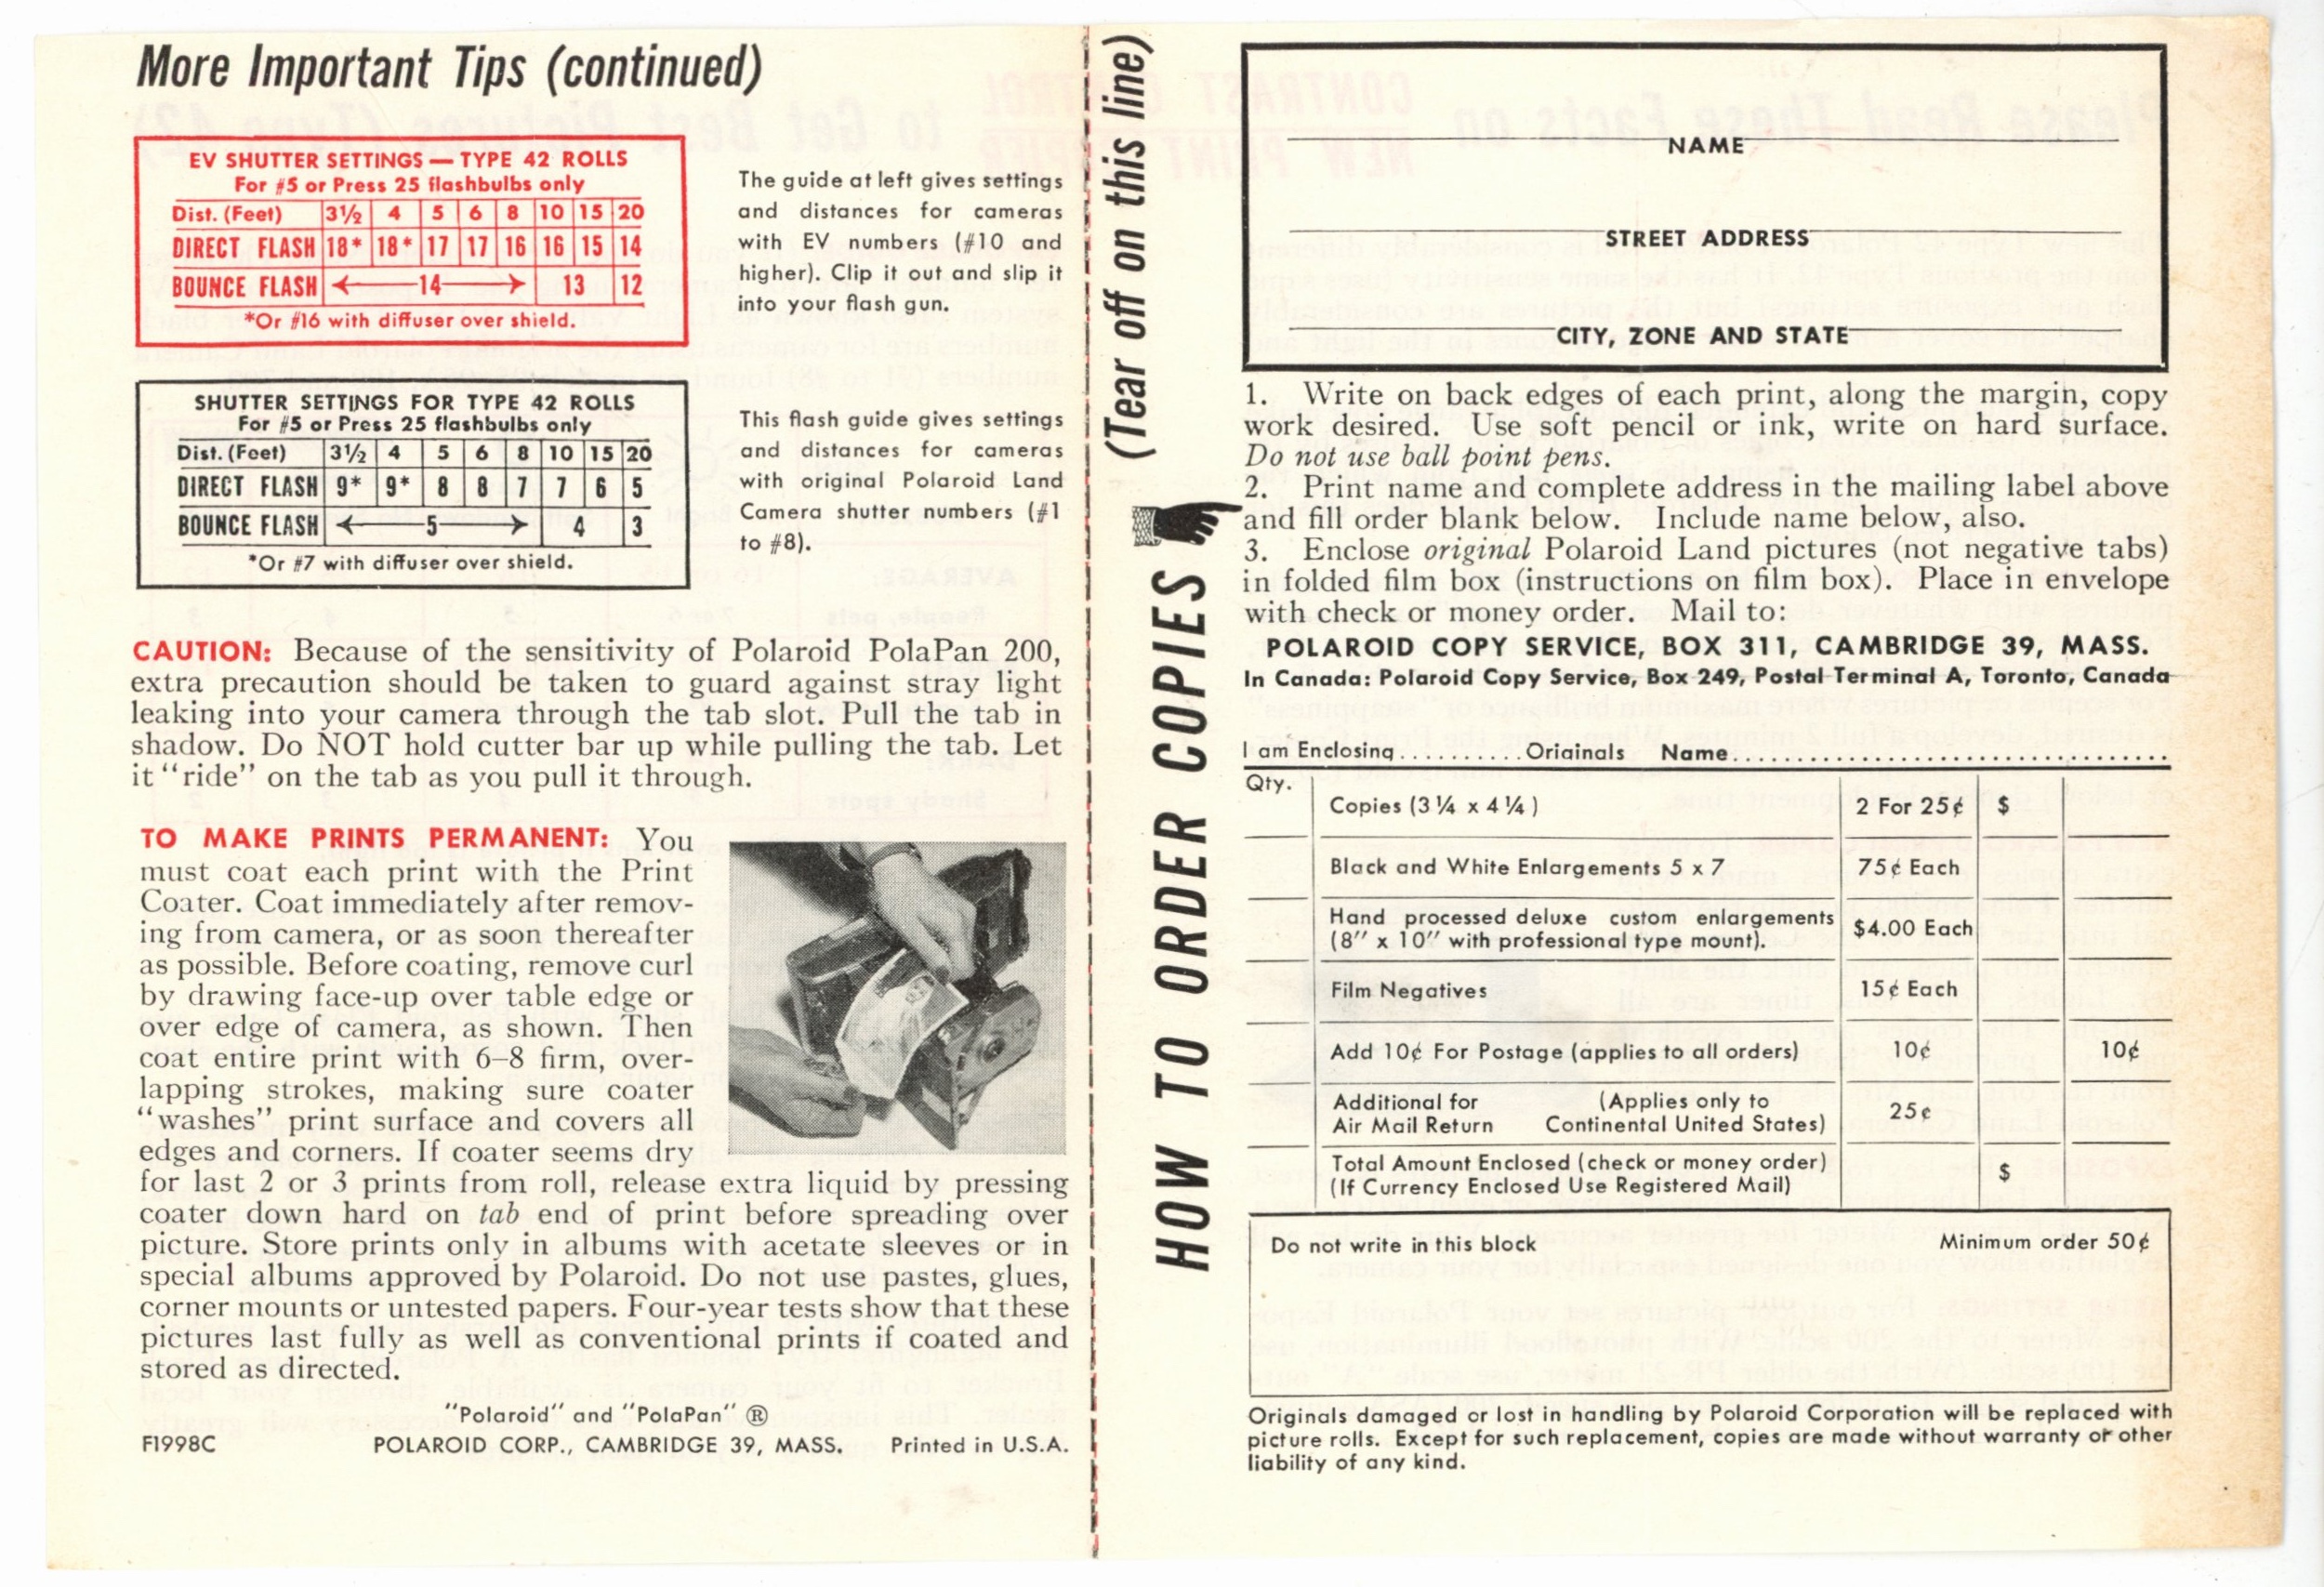 More Important Tips (continued)
EV SHUTTER SETTINGS — TYPE 42 ROLLS
For #5 or Press 25 flashbulbs only
Dist. (Feet) 3½ 4 5 6 8 10 15 20
DIRECT FLASH 18* 18* 17 17 16 16 15 14
BOUNCE FLASH ←—14—→ 13 12
*Or #16 with diffuser over shield.
The guide at left gives settings
and distances for cameras
with EV numbers (#10 and
higher). Clip it out and slip it
into your flash gun.
SHUTTER SETTINGS FOR TYPE 42 ROLLS
For #5 or Press 25 flashbulbs only
Dist. (Feet) 3½ 4 5 6 8 10 15 20
DIRECT FLASH 9* 9* 8 8 7 7 6 5
BOUNCE FLASH ←—5—→ 4 3
*Or #7 with diffuser over shield.
This flash guide gives settings
and distances for cameras
with original Polaroid Land
Camera shutter numbers (#1
to #8).
CAUTION: Because of the sensitivity of Polaroid PolaPan 200,
extra precaution should be taken to guard against stray light
leaking into your camera through the tab slot. Pull the tab in
shadow. Do NOT hold cutter bar up while pulling the tab. Let
it "ride" on the tab as you pull it through.
TO MAKE PRINTS PERMANENT: You
must coat each print with the Print
Coater. Coat immediately after remov-
ing from camera, or as soon thereafter
as possible. Before coating, remove curl
by drawing face-up over table edge or
over edge of camera, as shown. Then
coat entire print with 6–8 firm, over-
lapping strokes, making sure coater
"washes" print surface and covers all
edges and corners. If coater seems dry
for last 2 or 3 prints from roll, release extra liquid by pressing
coater down hard on tab end of print before spreading over
picture. Store prints only in albums with acetate sleeves or in
special albums approved by Polaroid. Do not use pastes, glues,
corner mounts or untested papers. Four-year tests show that these
pictures last fully as well as conventional prints if coated and
stored as directed.
"Polaroid" and "PolaPan" ®
F1998C POLAROID CORP., CAMBRIDGE 39, MASS. Printed in U.S.A.
HOW TO ORDER COPIES (Tear off on this line)
NAME
STREET ADDRESS
CITY, ZONE AND STATE
1. Write on back edges of each print, along the margin, copy
work desired. Use soft pencil or ink, write on hard surface.
Do not use ball point pens.
2. Print name and complete address in the mailing label above
and fill order blank below. Include name below, also.
3. Enclose original Polaroid Land pictures (not negative tabs)
in folded film box (instructions on film box). Place in envelope
with check or money order. Mail to:
POLAROID COPY SERVICE, BOX 311, CAMBRIDGE 39, MASS.
In Canada: Polaroid Copy Service, Box 249, Postal Terminal A, Toronto, Canada
I am Enclosing..........Originals Name..................................
Qty.
Copies (3 ¼ x 4 ¼ ) 2 For 25¢ $
Black and White Enlargements 5 x 7 75¢ Each
Hand processed deluxe custom enlargements
(8" x 10" with professional type mount). $4.00 Each
Film Negatives 15¢ Each
Add 10¢ For Postage (applies to all orders) 10¢ 10¢
Additional for (Applies only to
Air Mail Return Continental United States) 25¢
Total Amount Enclosed (check or money order)
(If Currency Enclosed Use Registered Mail) $
Do not write in this block Minimum order 50¢
Originals damaged or lost in handling by Polaroid Corporation will be replaced with
picture rolls. Except for such replacement, copies are made without warranty or other
liability of any kind.